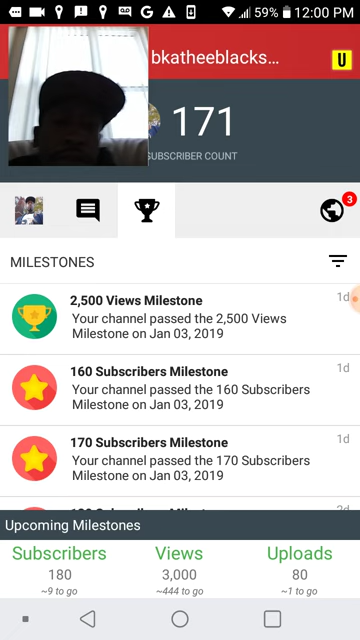 59% 12:00 PM
bkatheeblacks...
U
171
SUBSCRIBER COUNT
3
MILESTONES
1d
2,500 Views Milestone
Your channel passed the 2,500 Views
Milestone on Jan 03, 2019
1d
160 Subscribers Milestone
Your channel passed the 160 Subscribers
Milestone on Jan 03, 2019
1d
170 Subscribers Milestone
Your channel passed the 170 Subscribers
Milestone on Jan 03, 2019
Upcoming Milestones
Subscribers Views Uploads
180 3,000 80
~9 to go ~444 to go ~1 to go